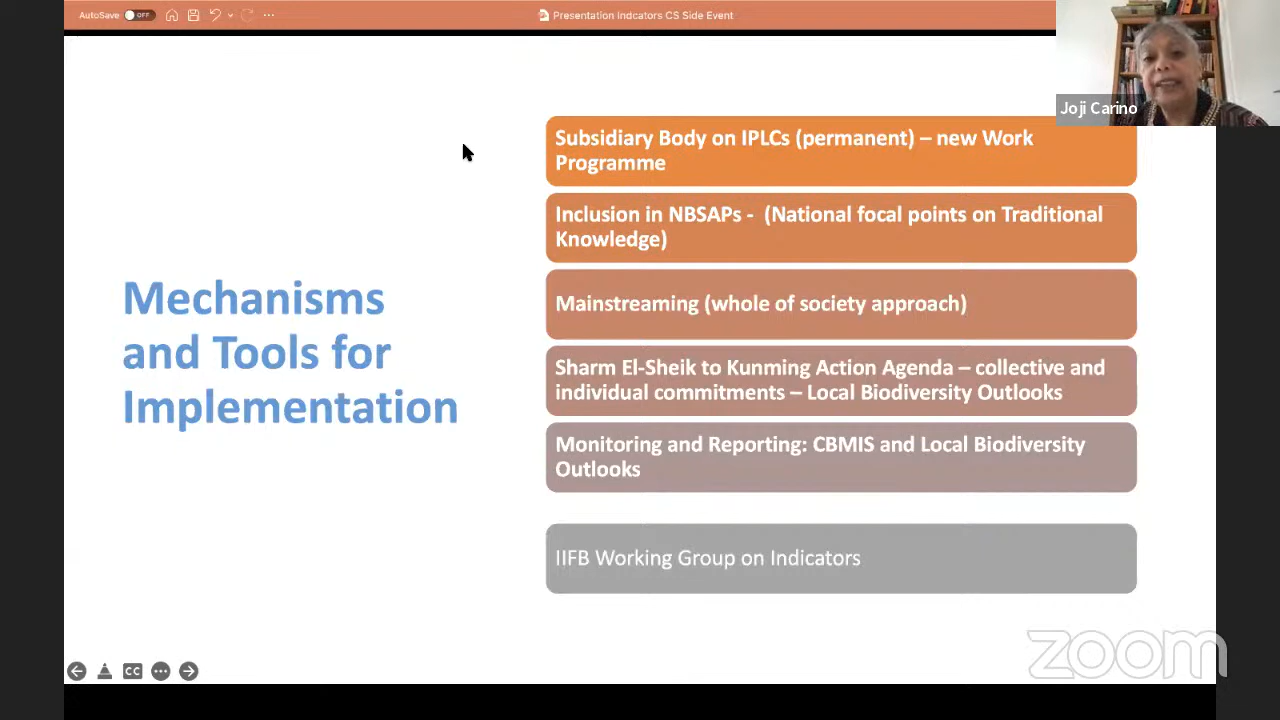 AutoSave OFF
Presentation Indcators CS Side Event
Joji Carino
Subsidiary Body on IPLCs (permanent) – new Work
Programme
Inclusion in NBSAPs - (National focal points on Traditional
Knowledge)
Mainstreaming (whole of society approach)
Sharm El-Sheik to Kunming Action Agenda – collective and
individual commitments – Local Biodiversity Outlooks
Monitoring and Reporting: CBMIS and Local Biodiversity
Outlooks
IIFB Working Group on Indicators
Mechanisms
and Tools for
Implementation
CC
zoom